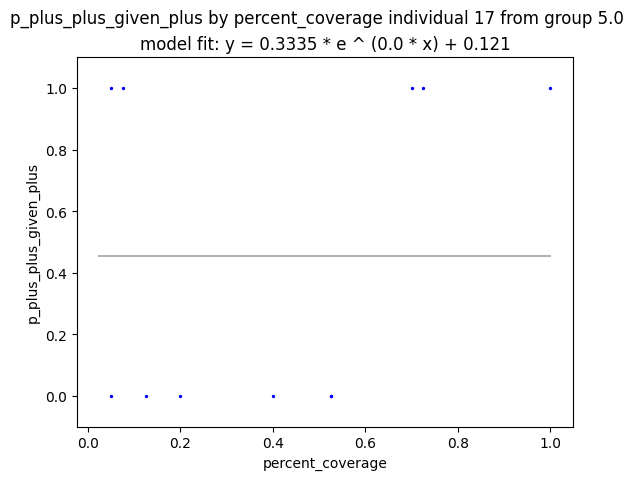 p_plus_plus_given_plus by percent_coverage individual 17 from group 5.0
model fit: y = 0.3335 * e ^ (0.0 * x) + 0.121
1.0
0.8
0.6
0.4
0.2
0.0
p_plus_plus_given_plus
0.0 0.2 0.4 0.6 0.8 1.0
percent_coverage